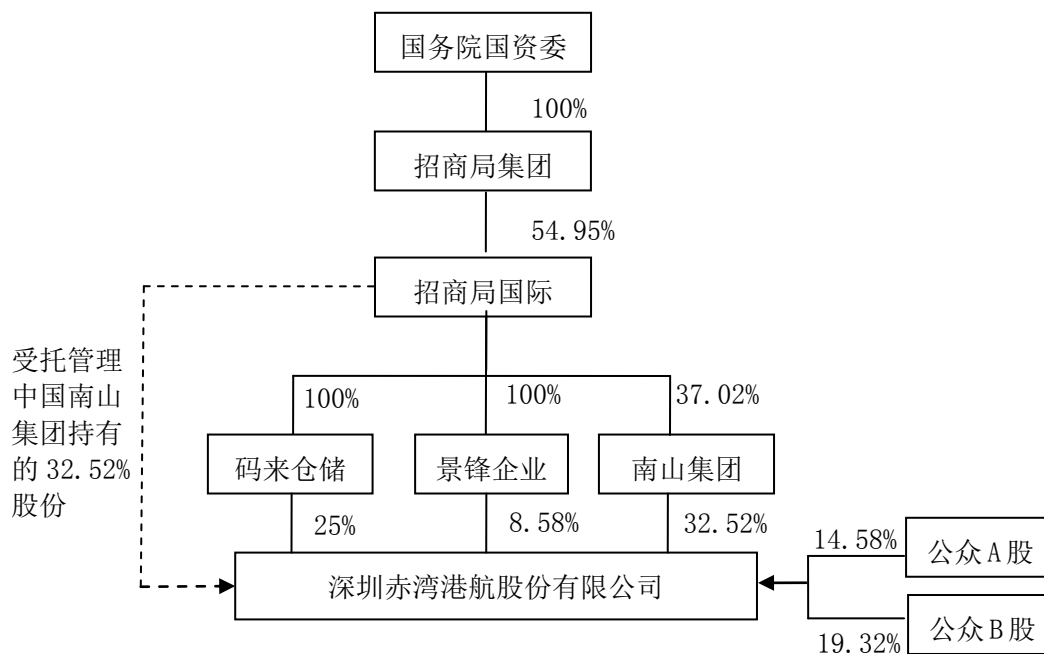 国务院国资委
100%
招商局集团
54.95%
招商局国际
受托管理
中国南山
集团持有
的 32.52%
股份
100%
100%
37.02%
码来仓储
景锋企业
南山集团
25%
8.58%
32.52%
14.58%
公众A股
深圳赤湾港航股份有限公司
公众B股
19.32%